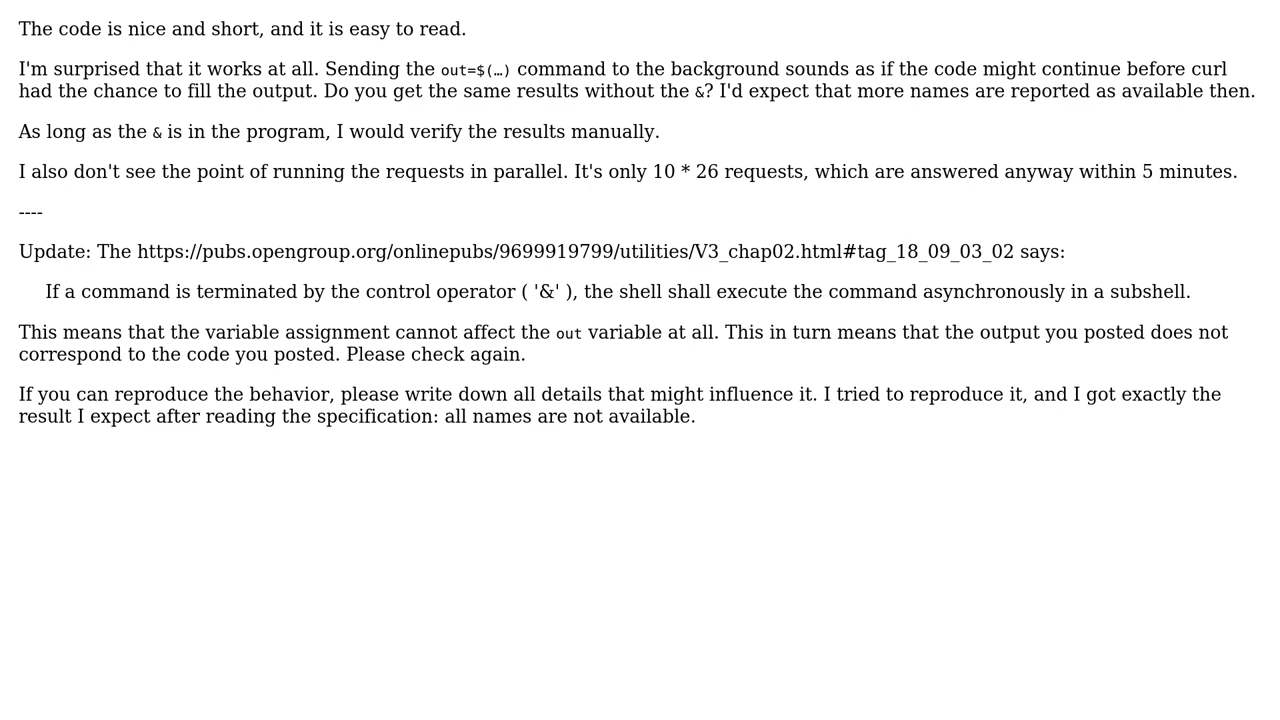 The code is nice and short, and it is easy to read.
I'm surprised that it works at all. Sending the out=$(…) command to the background sounds as if the code might continue before curl
had the chance to fill the output. Do you get the same results without the &? I'd expect that more names are reported as available then.
As long as the & is in the program, I would verify the results manually.
I also don't see the point of running the requests in parallel. It's only 10 * 26 requests, which are answered anyway within 5 minutes.
----
Update: The https://pubs.opengroup.org/onlinepubs/9699919799/utilities/V3_chap02.html#tag_18_09_03_02 says:
If a command is terminated by the control operator ( '&' ), the shell shall execute the command asynchronously in a subshell.
This means that the variable assignment cannot affect the out variable at all. This in turn means that the output you posted does not
correspond to the code you posted. Please check again.
If you can reproduce the behavior, please write down all details that might influence it. I tried to reproduce it, and I got exactly the
result I expect after reading the specification: all names are not available.